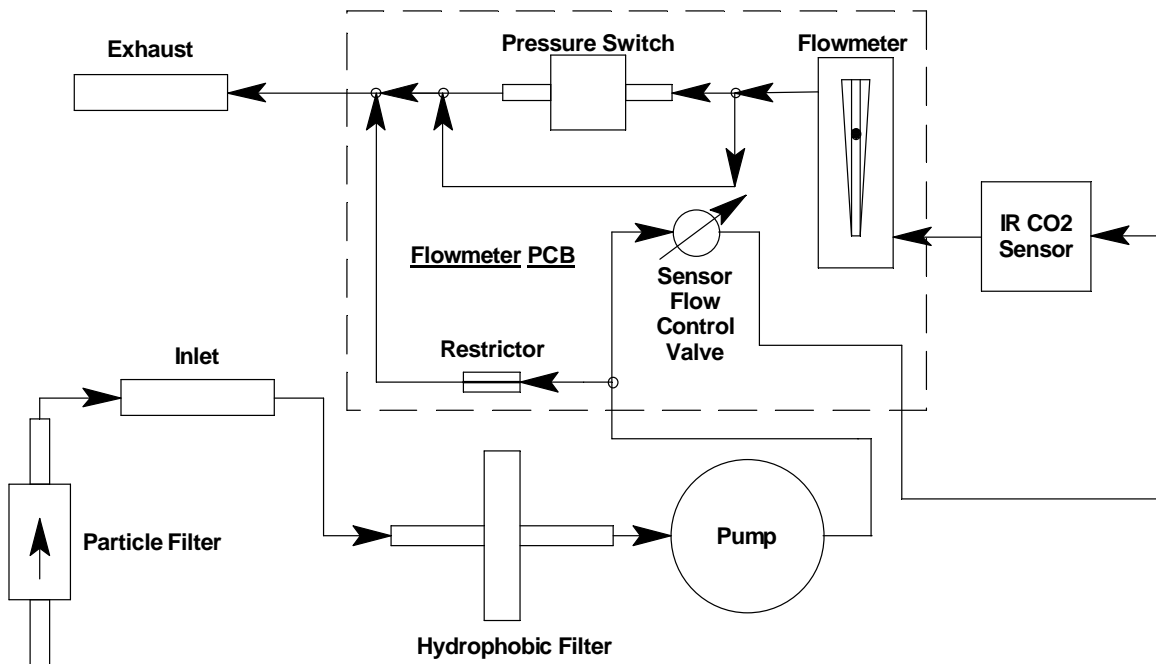 Exhaust
Pressure Switch
Flowmeter
IR CO2
Sensor
Flowmeter PCB
Sensor
Flow
Control
Valve
Restrictor
Inlet
Particle Filter
Pump
Hydrophobic Filter